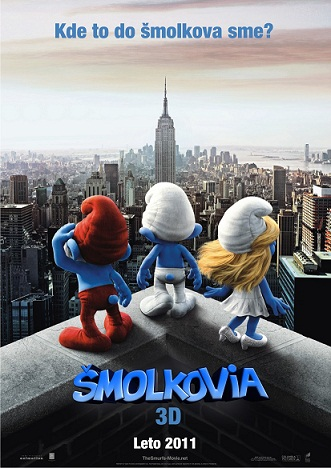 Kde to do šmolkova sme?
ŠMOLKOVIA
3D
Leto 2011
TheSmurfs-Movie.net